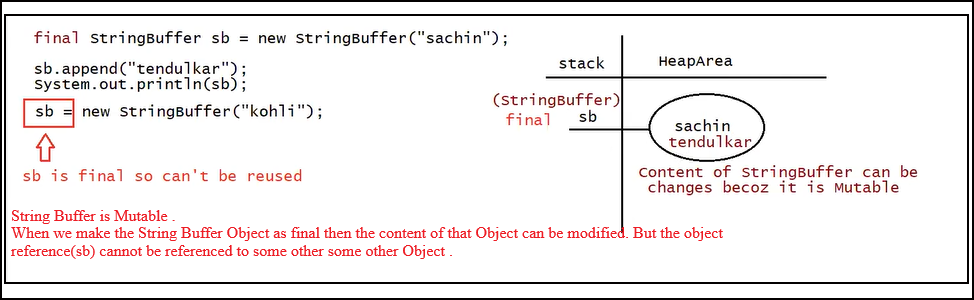 final StringBuffer sb = new StringBuffer("sachin");
sb.append("tendulkar");
System.out.println(sb);
sb = new StringBuffer("kohli");
sb is final so can't be reused
stack
HeapArea
(StringBuffer)
final sb
sachin
tendulkar
Content of StringBuffer can be
changes becoz it is Mutable
String Buffer is Mutable .
When we make the String Buffer Object as final then the content of that Object can be modified. But the object
reference(sb) cannot be referenced to some other some other Object .